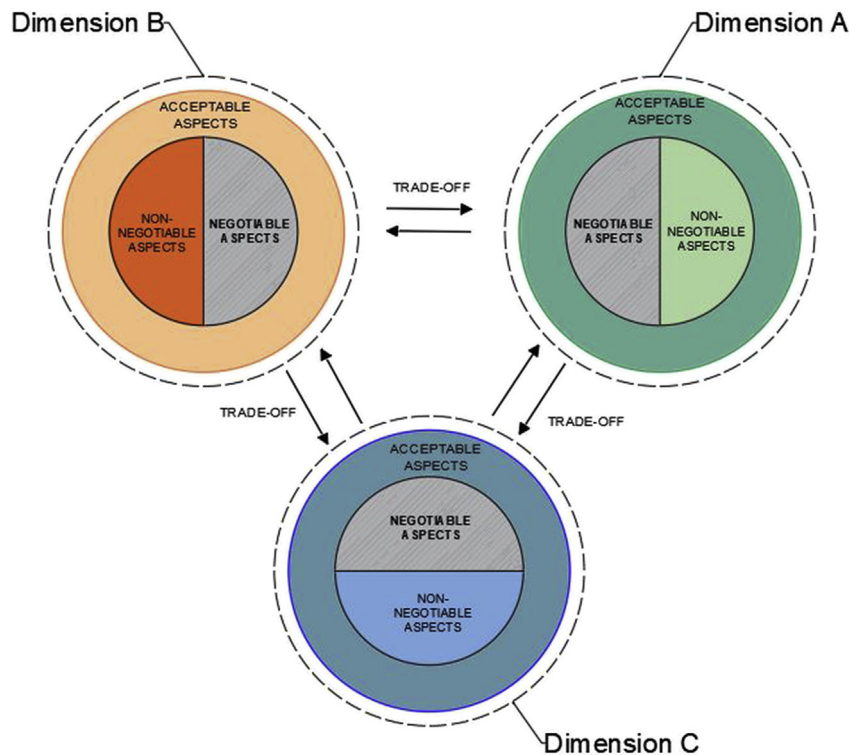 Dimension B
Dimension A
ACCEPTABLE
ASPECTS
NON-
NEGOTIABLE
ASPECTS
NEGOTIABLE
ASPECTS
TRADE-OFF
ACCEPTABLE
ASPECTS
NEGOTIABLE
ASPECTS
NON-
NEGOTIABLE
ASPECTS
TRADE-OFF
TRADE-OFF
ACCEPTABLE
ASPECTS
NEGOTIABLE
ASPECTS
NON-
NEGOTIABLE
ASPECTS
Dimension C